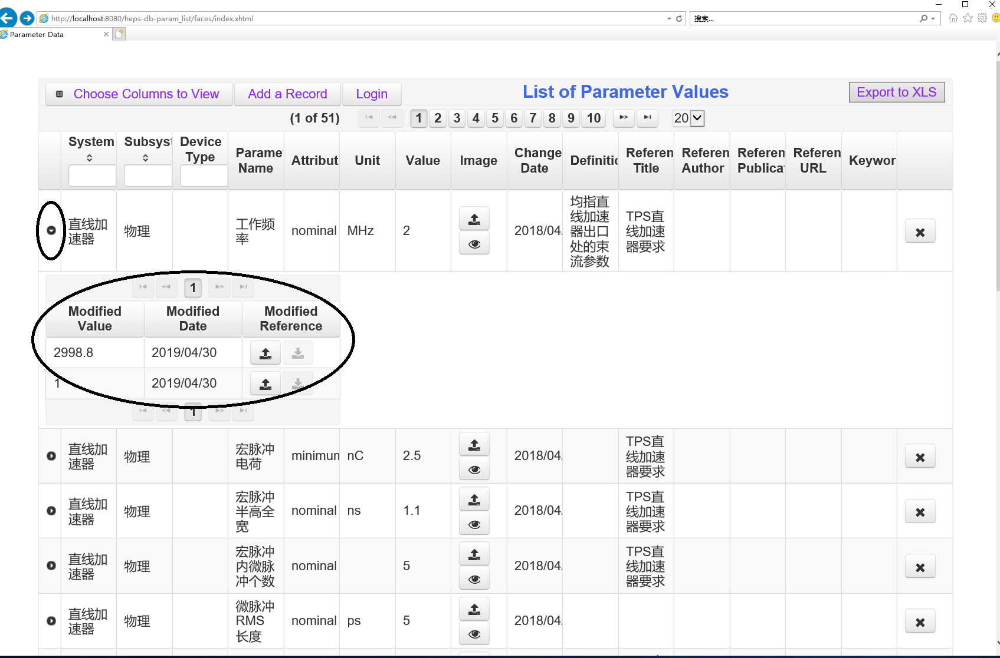 http://localhost:8080/heps-db-param_list/faces/index.xhtml
搜索...
Parameter Data
Choose Columns to View
Add a Record
Login
List of Parameter Values
Export to XLS
(1 of 51)
1 2 3 4 5 6 7 8 9 10
20
System
Subsyst
Device
Type
Parame
Name
Attribut
Unit
Value
Image
Change
Date
Definitio
Referen
Title
Referen
Author
Referen
Publica
Referen
URL
Keywor
直线加
速器
物理
工作频
率
nominal
MHz
2
2018/04/
均指直
线加速
器出口
处的束
流参数
TPS直
线加速
器要求
1
Modified
Value
Modified
Date
Modified
Reference
2998.8
2019/04/30
1
2019/04/30
1
直线加
速器
物理
宏脉冲
电荷
minimum
nC
2.5
2018/04/
TPS直
线加速
器要求
直线加
速器
物理
宏脉冲
半高全
宽
nominal
ns
1.1
2018/04/
TPS直
线加速
器要求
直线加
速器
物理
宏脉冲
内微脉
冲个数
nominal
5
2018/04/
TPS直
线加速
器要求
直线加
速器
物理
微脉冲
RMS
长度
nominal
ps
5
2018/04/